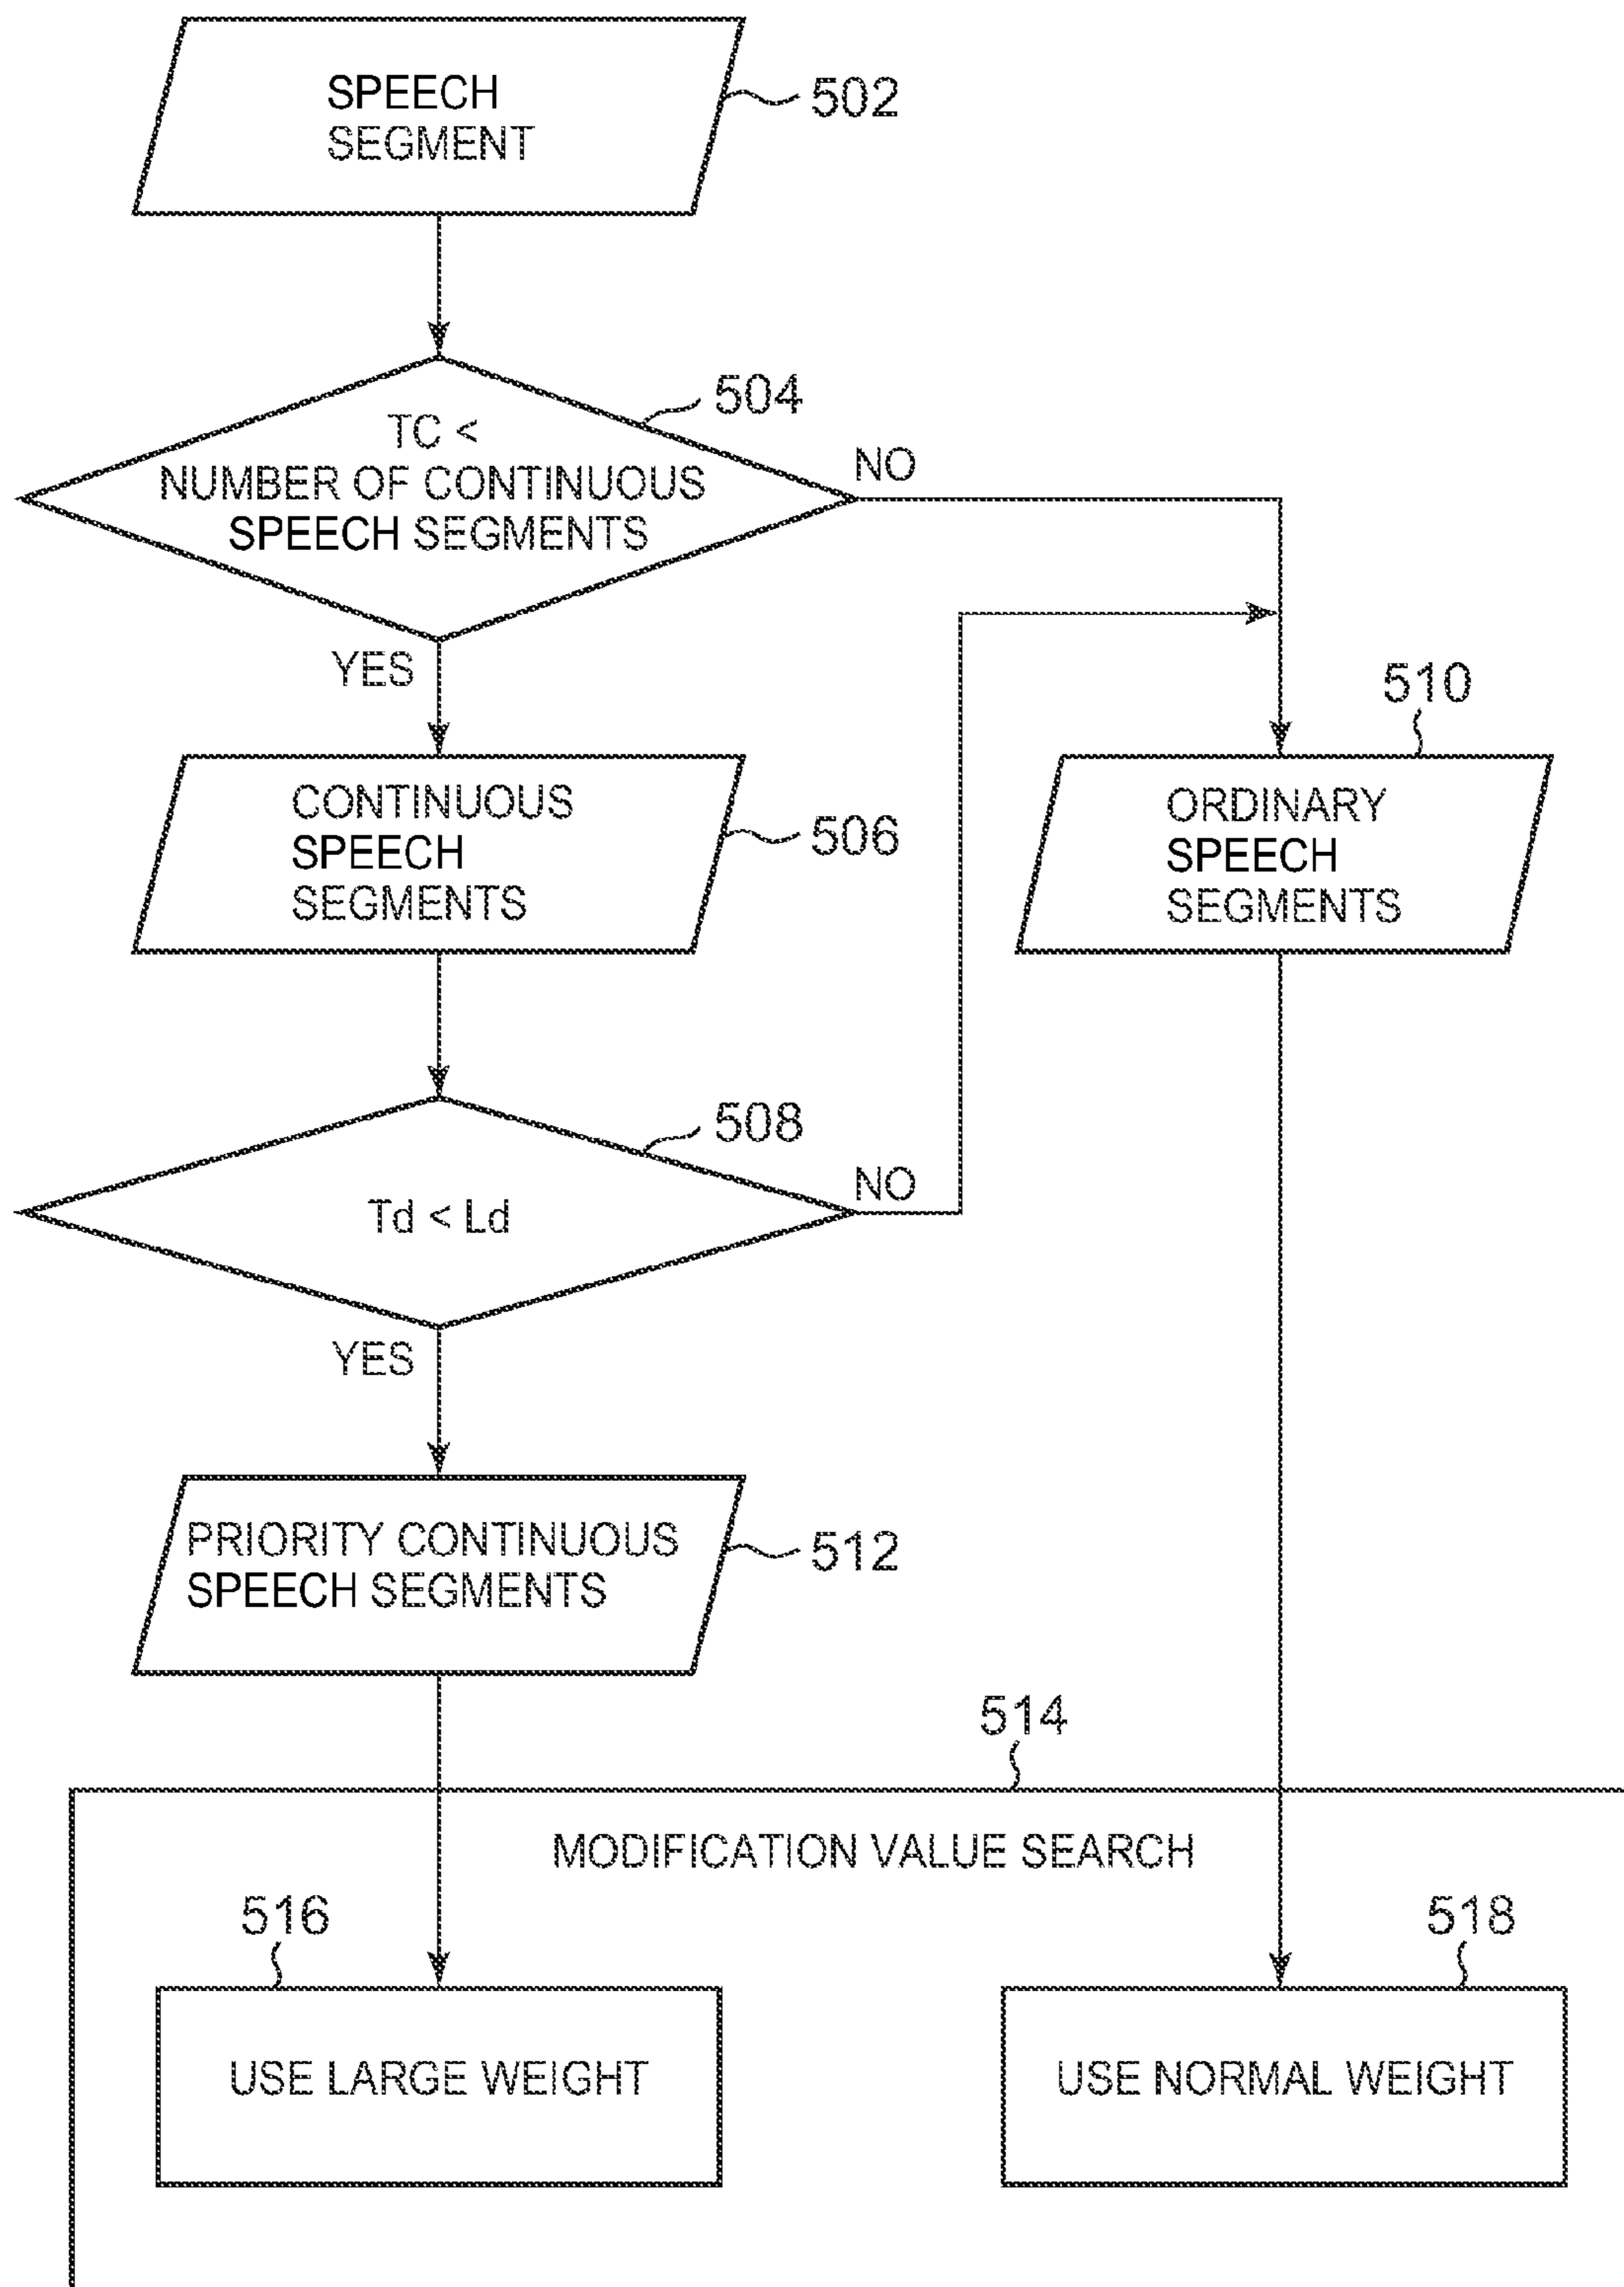 SPEECH
SEGMENT
502
504
TC <
NUMBER OF CONTINUOUS
SPEECH SEGMENTS
NO
YES
510
CONTINUOUS
SPEECH
SEGMENTS
506
ORDINARY
SPEECH
SEGMENTS
508
Td < Ld
NO
YES
PRIORITY CONTINUOUS
SPEECH SEGMENTS
512
514
MODIFICATION VALUE SEARCH
516
518
USE LARGE WEIGHT
USE NORMAL WEIGHT